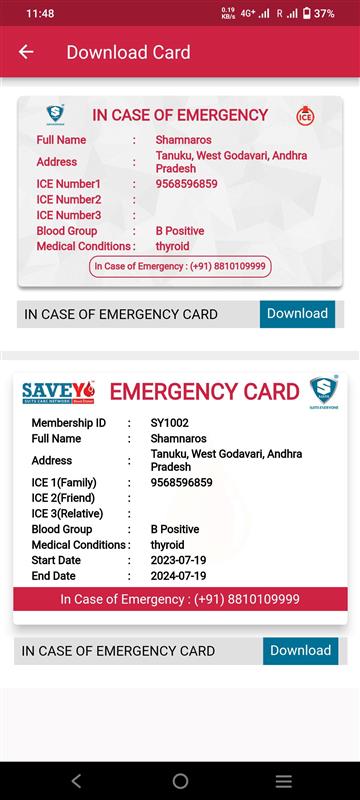 11:48
0.19 KB/s 4G+ R 37%
Download Card
IN CASE OF EMERGENCY
ICE
Full Name : Shamnaros
Address : Tanuku, West Godavari, Andhra
Pradesh
ICE Number1 : 9568596859
ICE Number2 :
ICE Number3 :
Blood Group : B Positive
Medical Conditions : thyroid
In Case of Emergency : (+91) 8810109999
IN CASE OF EMERGENCY CARD Download
SAVEYO EMERGENCY CARD
SUITS CARE NETWORK
SUITS EVERYONE
Membership ID : SY1002
Full Name : Shamnaros
Address : Tanuku, West Godavari, Andhra
Pradesh
ICE 1(Family) : 9568596859
ICE 2(Friend) :
ICE 3(Relative) :
Blood Group : B Positive
Medical Conditions : thyroid
Start Date : 2023-07-19
End Date : 2024-07-19
In Case of Emergency : (+91) 8810109999
IN CASE OF EMERGENCY CARD Download